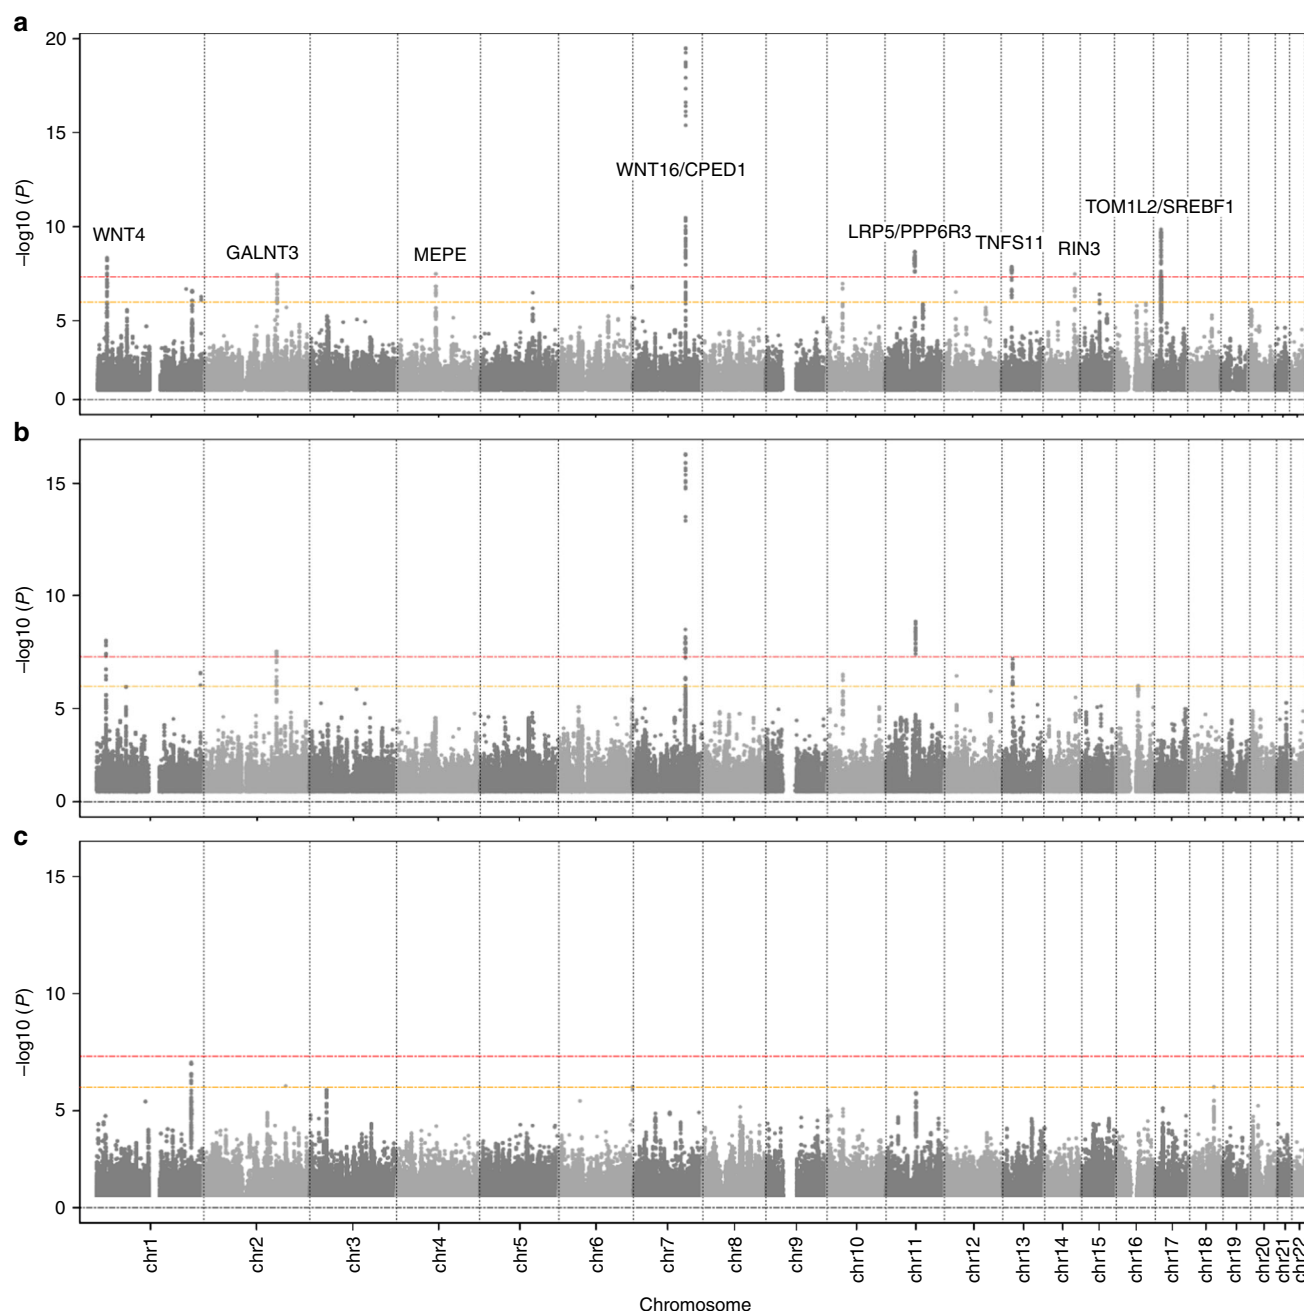 a
20
15
10
5
0
–log10 (P)
WNT4
GALNT3
MEPE
WNT16/CPED1
LRP5/PPP6R3
TNFS11
RIN3
TOM1L2/SREBF1
b
15
10
5
0
–log10 (P)
c
15
10
5
0
–log10 (P)
chr1
chr2
chr3
chr4
chr5
chr6
chr7
chr8
chr9
chr10
chr11
chr12
chr13
chr14
chr15
chr16
chr17
chr18
chr19
chr20
chr21
chr22
Chromosome